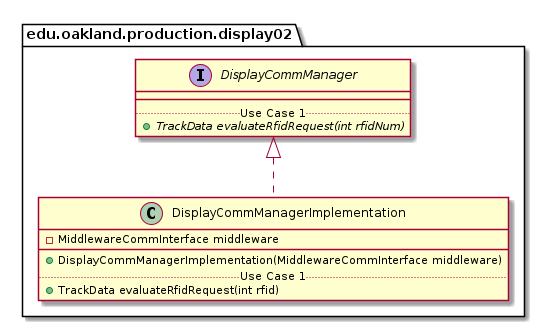 edu.oakland.production.display02
I DisplayCommManager
Use Case 1
TrackData evaluateRfidRequest(int rfidNum)
C DisplayCommManagerImplementation
MiddlewareCommInterface middleware
DisplayCommManagerImplementation(MiddlewareCommInterface middleware)
Use Case 1
TrackData evaluateRfidRequest(int rfid)